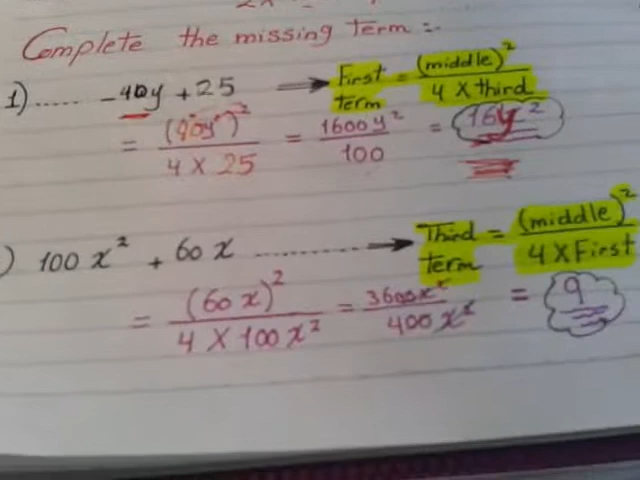 Complete the missing term :-
1) ...... - 40y + 25 → First term = (middle)² / 4 X third
= (40y)² / 4 X 25 = 1600y² / 100 = 16y²
) 100x² + 60x ............ → Third term = (middle)² / 4 X First
= (60x)² / 4 X 100x² = 3600x² / 400x² = 9